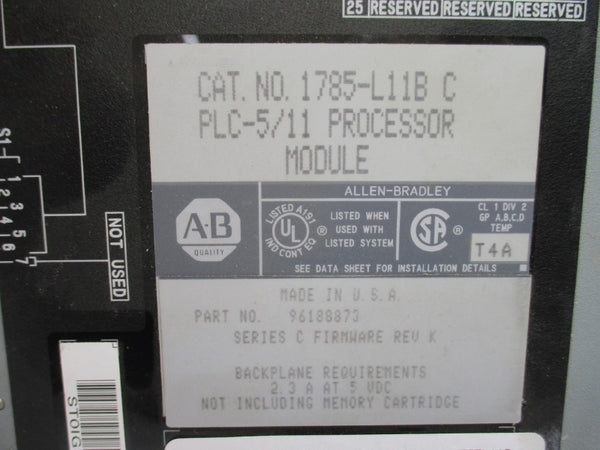 25 RESERVED RESERVED RESERVED
CAT. NO. 1785-L11B C
PLC-5/11 PROCESSOR
MODULE
ALLEN-BRADLEY
A-B
QUALITY
LISTED A191
UL
IND CONT EQ
®
LISTED WHEN
USED WITH
LISTED SYSTEM
SA
®
CL 1 DIV 2
GP A,B,C,D
TEMP
T4A
SEE DATA SHEET FOR INSTALLATION DETAILS
MADE IN U.S.A.
PART NO. 96188873
SERIES C FIRMWARE REV K
BACKPLANE REQUIREMENTS
2.3 A AT 5 VDC
NOT INCLUDING MEMORY CARTRIDGE
S1
1
2
3
4
5
6
7
NOT USED